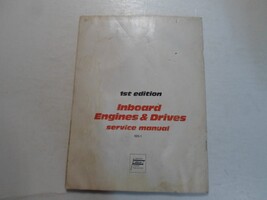 1st edition
Inboard
Engines & Drives
service manual